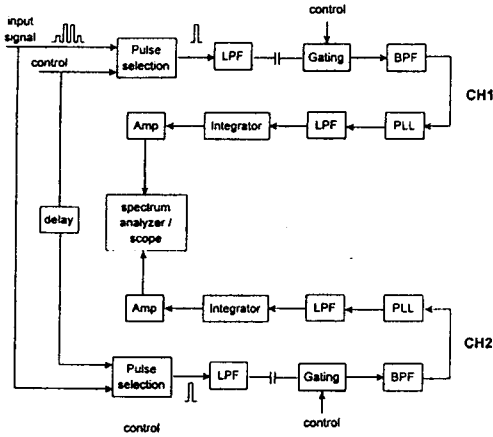 input
signal
control
Pulse
selection
LPF
control
Gating
BPF
CH1
Amp
Integrator
LPF
PLL
delay
spectrum
analyzer /
scope
Amp
Integrator
LPF
PLL
CH2
Pulse
selection
LPF
Gating
BPF
control
control